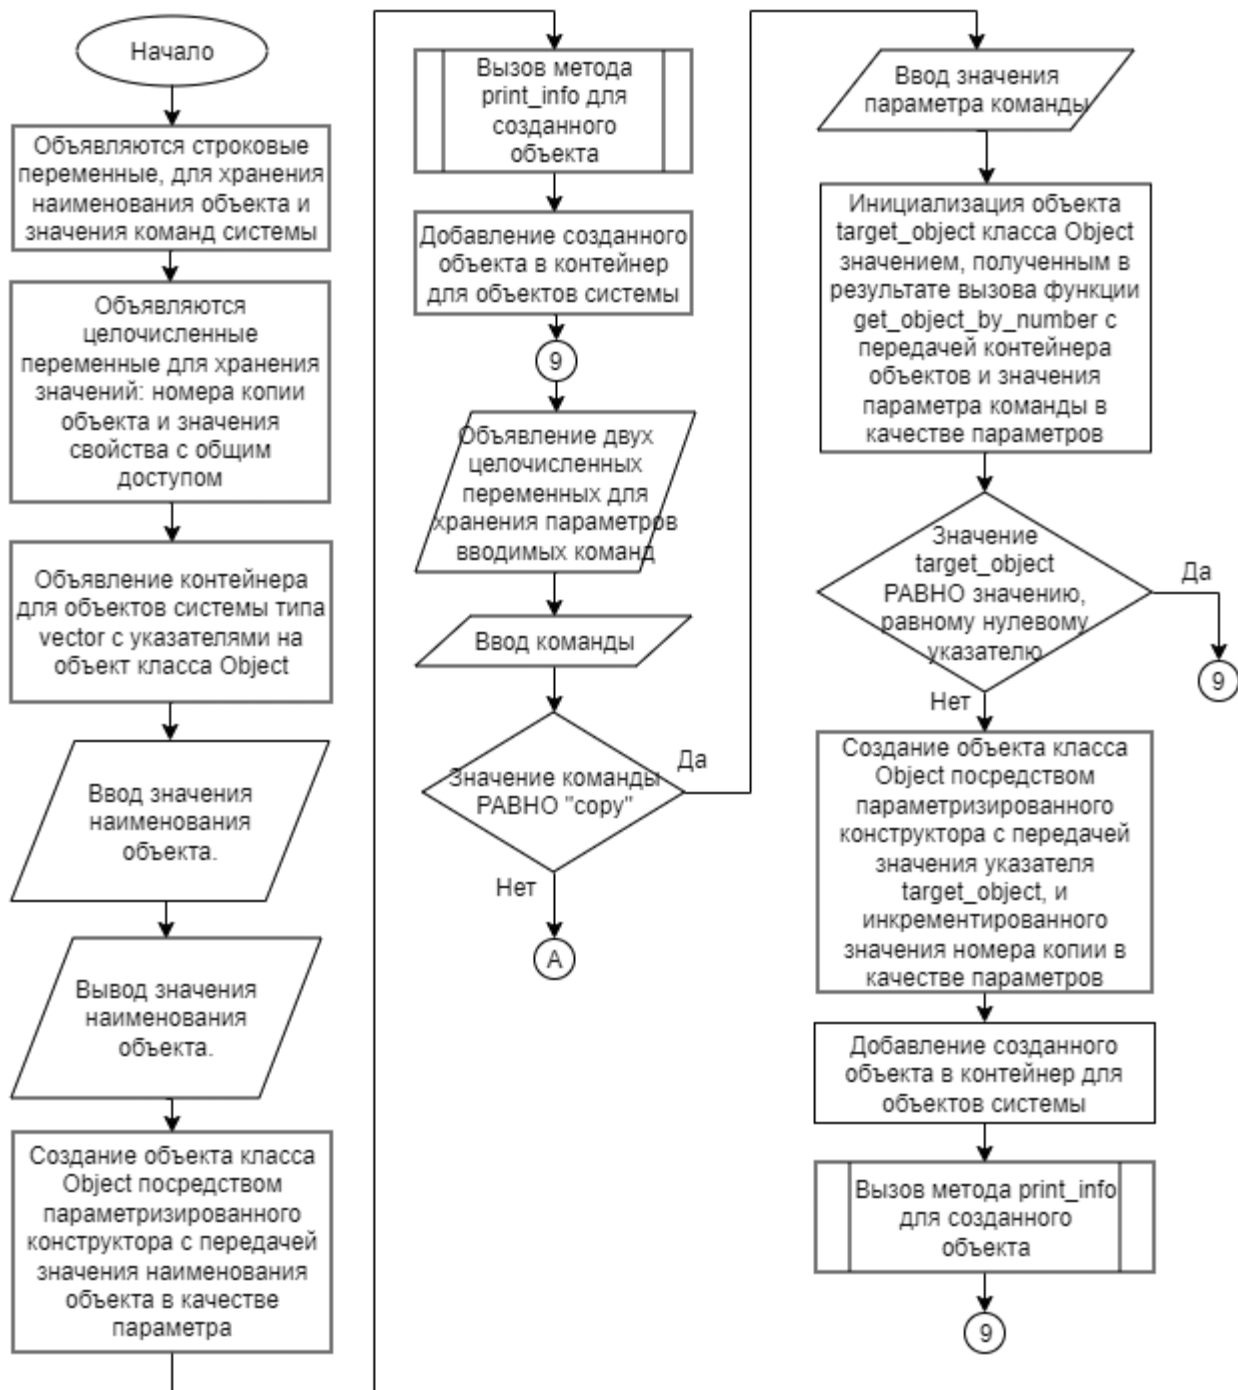 Начало
Объявляются строковые
переменные, для хранения
наименования объекта и
значения команд системы
Объявляются
целочисленные
переменные для хранения
значений: номера копии
объекта и значения
свойства с общим
доступом
Объявление контейнера
для объектов системы типа
vector с указателями на
объект класса Object
Ввод значения
наименования
объекта.
Вывод значения
наименования
объекта.
Создание объекта класса
Object посредством
параметризированного
конструктора с передачей
значения наименования
объекта в качестве
параметра
Вызов метода
print_info для
созданного
объекта
Добавление созданного
объекта в контейнер
для объектов системы
9
Объявление двух
целочисленных
переменных для
хранения параметров
вводимых команд
Ввод команды
Значение команды
РАВНО "copy"
Да
Нет
А
Ввод значения
параметра команды
Инициализация объекта
target_object класса Object
значением, полученным в
результате вызова функции
get_object_by_number с
передачей контейнера
объектов и значения
параметра команды в
качестве параметров
Значение
target_object
РАВНО значению,
равному нулевому
указателю
Да
9
Нет
Создание объекта класса
Object посредством
параметризированного
конструктора с передачей
значения указателя
target_object, и
инкрементированного
значения номера копии в
качестве параметров
Добавление созданного
объекта в контейнер для
объектов системы
Вызов метода print_info
для созданного
объекта
9